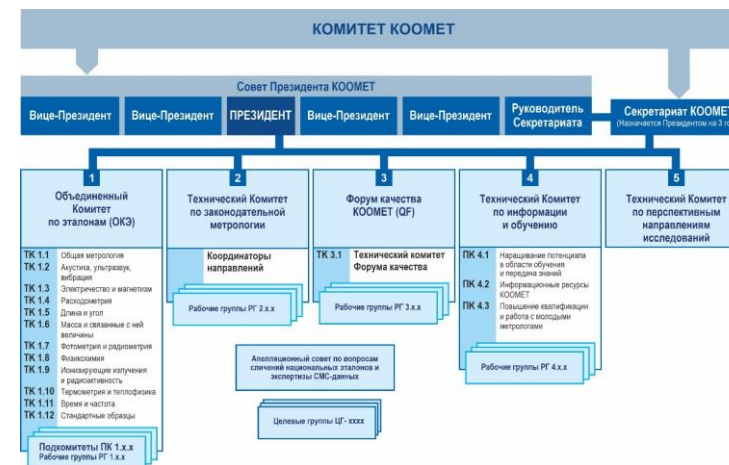 КОМИТЕТ КООМЕТ
Совет Президента КООМЕТ
Вице-Президент
Вице-Президент
ПРЕЗИДЕНТ
Вице-Президент
Вице-Президент
Руководитель
Секретариата
Секретариат КООМЕТ
(Назначается Президентом на 3 го
1
Объединенный
Комитет
по эталонам (ОКЭ)
ТК 1.1 Общая метрология
ТК 1.2 Акустика, ультразвук,
вибрация
ТК 1.3 Электричество и магнетизм
ТК 1.4 Расходометрия
ТК 1.5 Длина и угол
ТК 1.6 Масса и связанные с ней
величины
ТК 1.7 Фотометрия и радиометрия
ТК 1.8 Физикохимия
ТК 1.9 Ионизирующие излучения
и радиоактивность
ТК 1.10 Термометрия и теплофизика
ТК 1.11 Время и частота
ТК 1.12 Стандартные образцы
Подкомитеты ПК 1.х.х
Рабочие группы РГ 1.х.х
2
Технический Комитет
по законодательной
метрологии
Координаторы
направлений
Рабочие группы РГ 2.х.х
3
Форум качества
КООМЕТ (QF)
ТК 3.1 Технический комитет
Форума качества
Рабочие группы РГ 3.х.х
4
Технический Комитет
по информации
и обучению
ПК 4.1 Наращивание потенциала
в области обучения
и передача знаний
ПК 4.2 Информационные ресурсы
КООМЕТ
ПК 4.3 Повышение квалификации
и работа с молодыми
метрологами
Рабочие группы РГ 4.х.х
5
Технический Комитет
по перспективным
направлениям
исследований
Апелляционный совет по вопросам
сличений национальных эталонов и
экспертизы СМС-данных
Целевые группы ЦГ- хххх